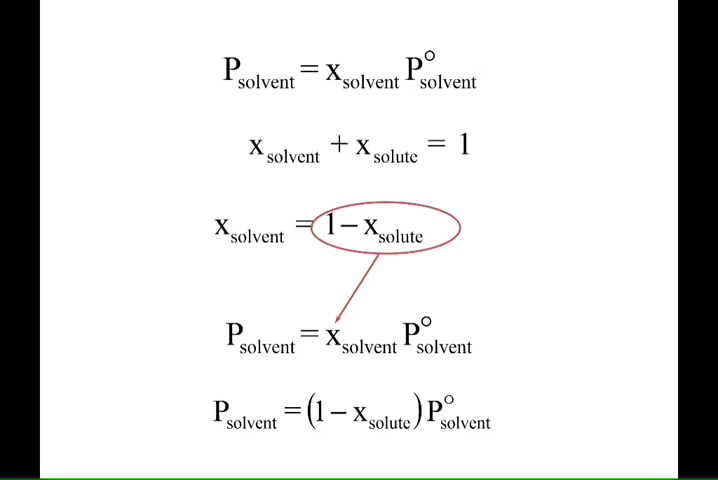 P_solvent = x_solvent P°_solvent
x_solvent + x_solute = 1
x_solvent = 1 − x_solute
P_solvent = x_solvent P°_solvent
P_solvent = (1 − x_solute) P°_solvent